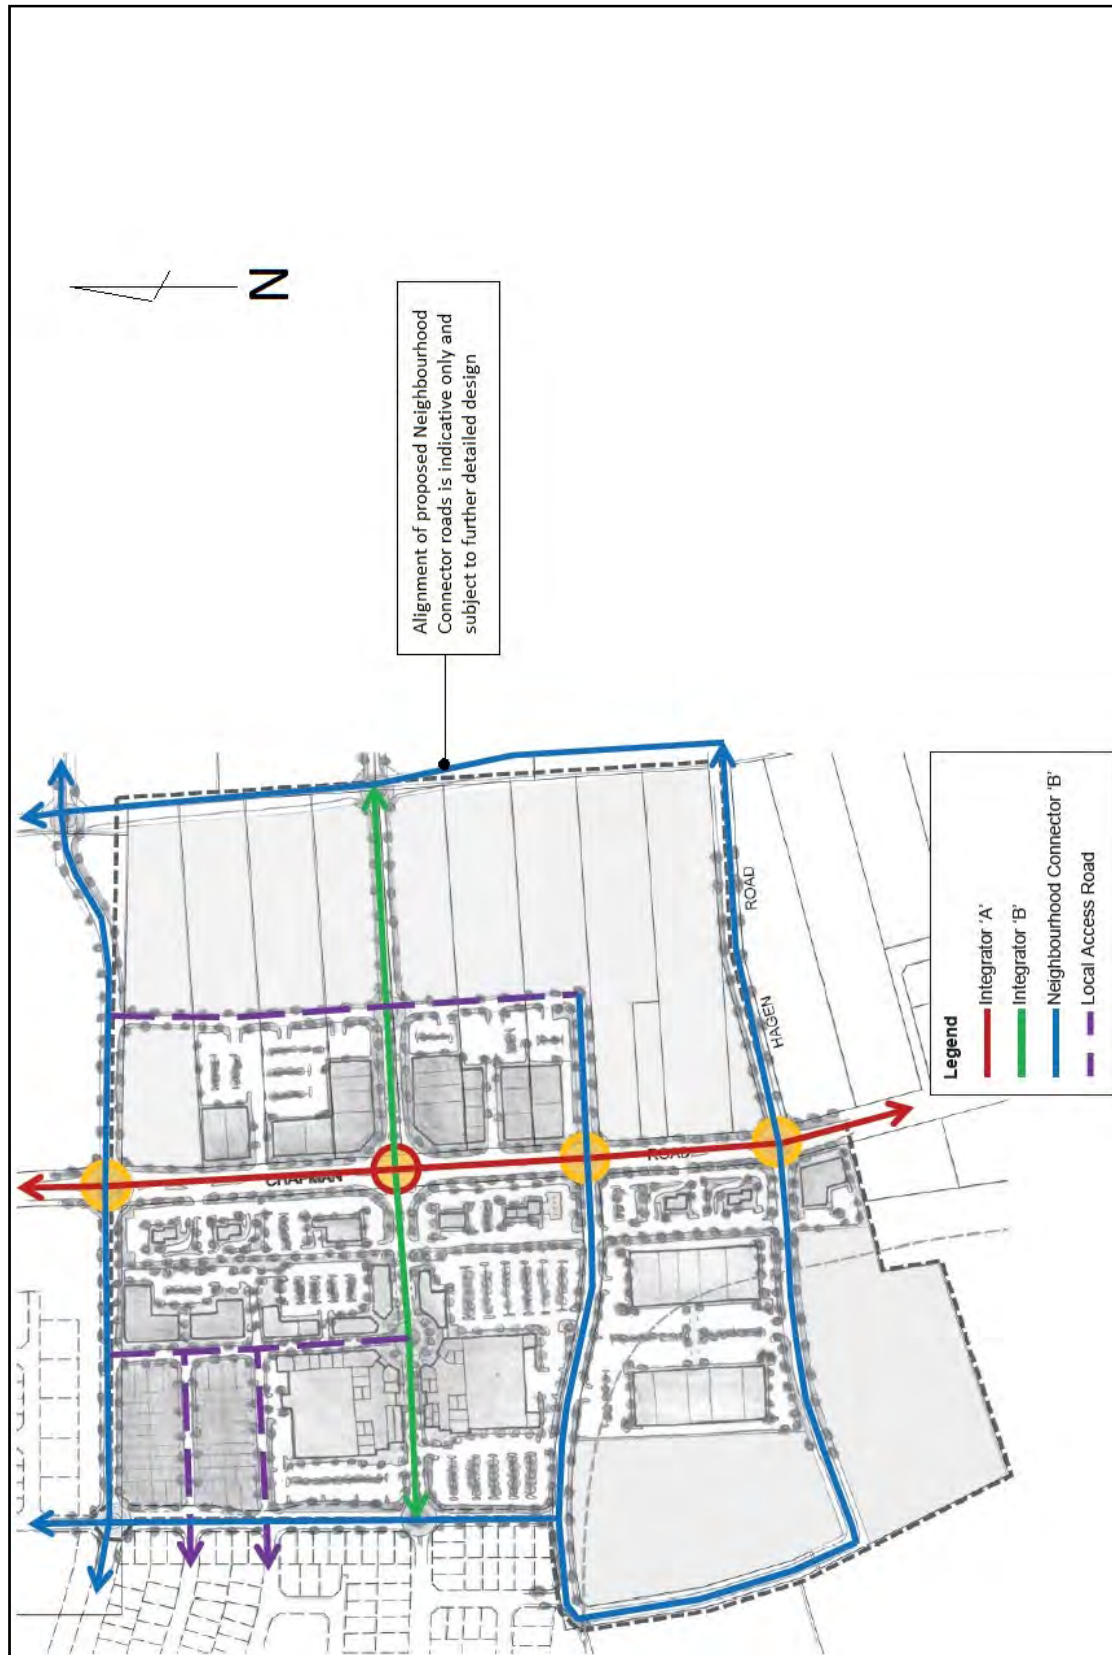 N
Alignment of proposed Neighbourhood
Connector roads is indicative only and
subject to further detailed design
CHAPMAN
ROAD
HAGEN
ROAD
Legend
Integrator 'A'
Integrator 'B'
Neighbourhood Connector 'B'
Local Access Road